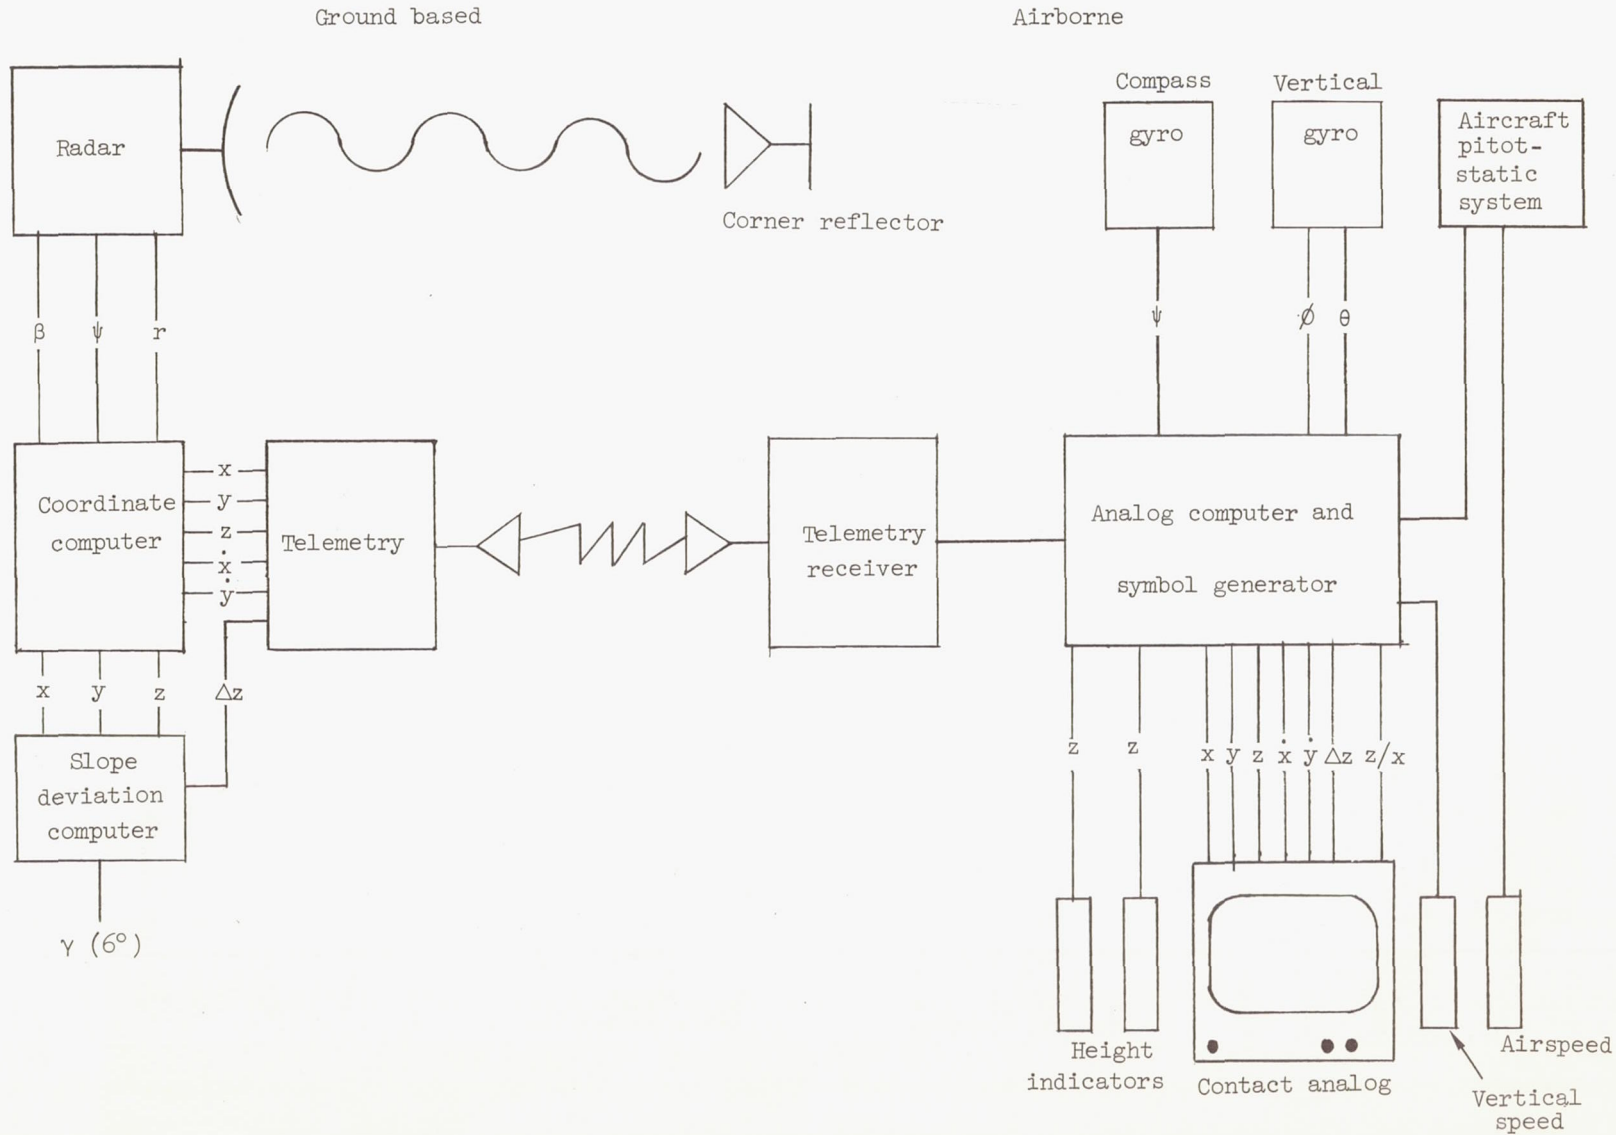 Ground based
Airborne
Compass
gyro
Vertical
gyro
Aircraft
pitot-
static
system
Radar
Corner reflector
β ψ r
ψ
ϕ θ
Coordinate
computer
x
y
z
ẋ
ẏ
Telemetry
Telemetry
receiver
Analog computer and
symbol generator
x y z
Δz
Slope
deviation
computer
γ (6°)
z z
x y z ẋ ẏ Δz z/x
Height
indicators
Contact analog
Airspeed
Vertical
speed